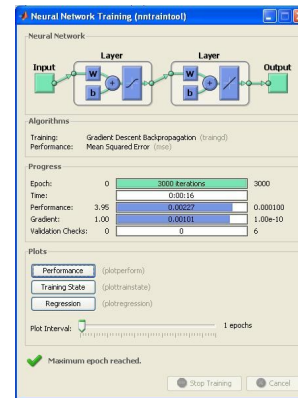 Neural Network Training (nntraintool)
Neural Network
Layer Layer
Input Output
W W
b b
Algorithms
Training: Gradient Descent Backpropagation (traingd)
Performance: Mean Squared Error (mse)
Progress
Epoch: 0 3000 iterations 3000
Time: 0:00:16
Performance: 3.95 0.00227 0.000100
Gradient: 1.00 0.00101 1.00e-10
Validation Checks: 0 0 6
Plots
Performance (plotperform)
Training State (plottrainstate)
Regression (plotregression)
Plot Interval: 1 epochs
Maximum epoch reached.
Stop Training Cancel